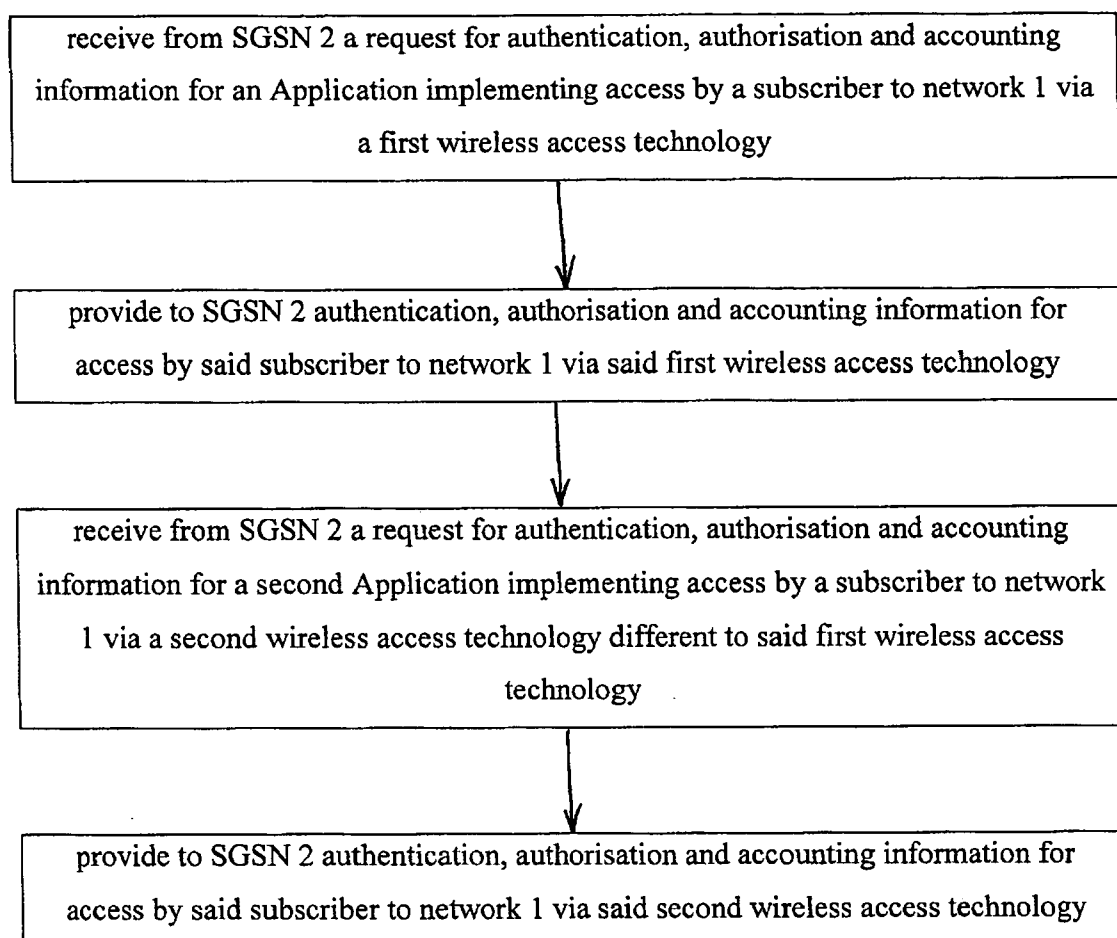 receive from SGSN 2 a request for authentication, authorisation and accounting
information for an Application implementing access by a subscriber to network 1 via
a first wireless access technology
provide to SGSN 2 authentication, authorisation and accounting information for
access by said subscriber to network 1 via said first wireless access technology
receive from SGSN 2 a request for authentication, authorisation and accounting
information for a second Application implementing access by a subscriber to network
1 via a second wireless access technology different to said first wireless access
technology
provide to SGSN 2 authentication, authorisation and accounting information for
access by said subscriber to network 1 via said second wireless access technology